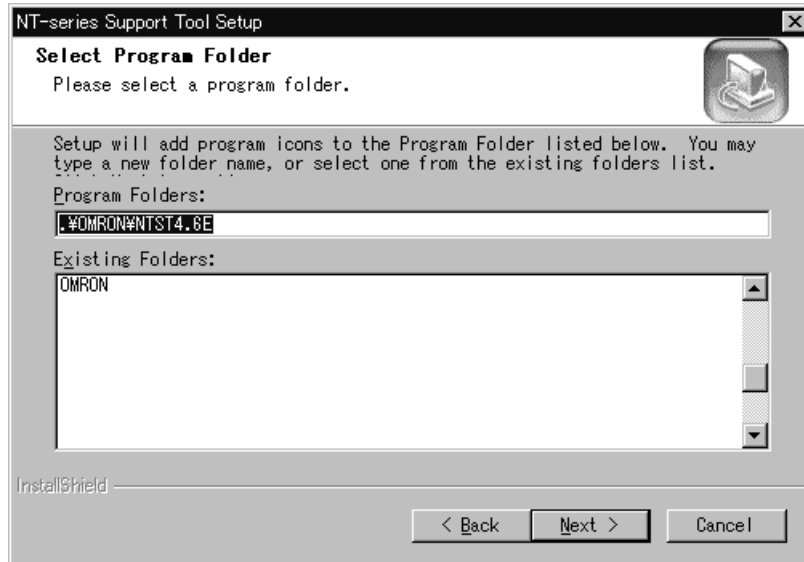 NT-series Support Tool Setup
Select Program Folder
Please select a program folder.
Setup will add program icons to the Program Folder listed below. You may
type a new folder name, or select one from the existing folders list.
Program Folders:
.¥OMRON¥NTST4.6E
Existing Folders:
OMRON
InstallShield
< Back
Next >
Cancel